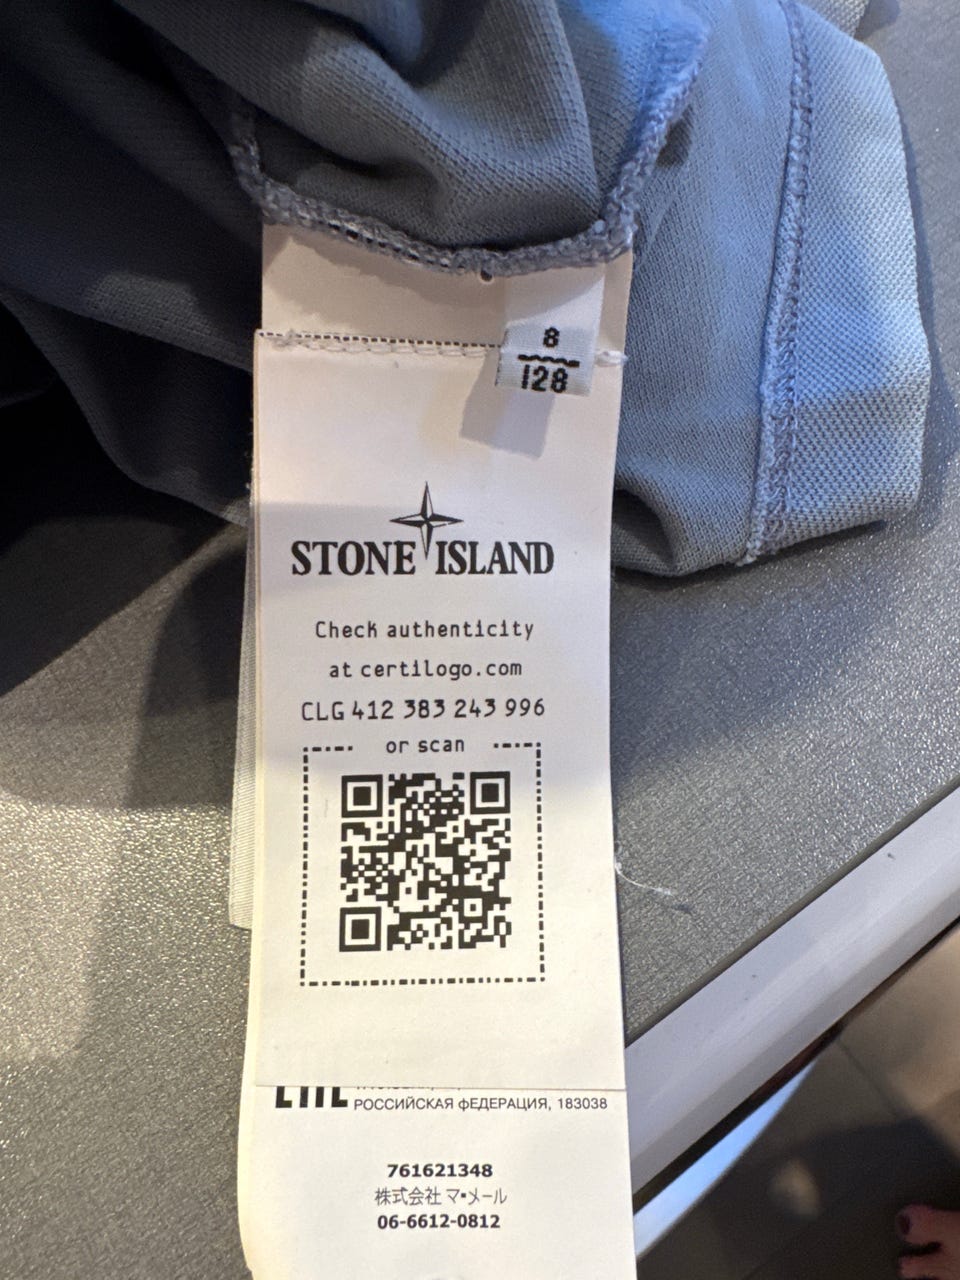 8
128
STONE ISLAND
Check authenticity
at certilogo.com
CLG 412 383 243 996
or scan
РОССИЙСКАЯ ФЕДЕРАЦИЯ, 183038
761621348
株式会社 マ・メール
06-6612-0812